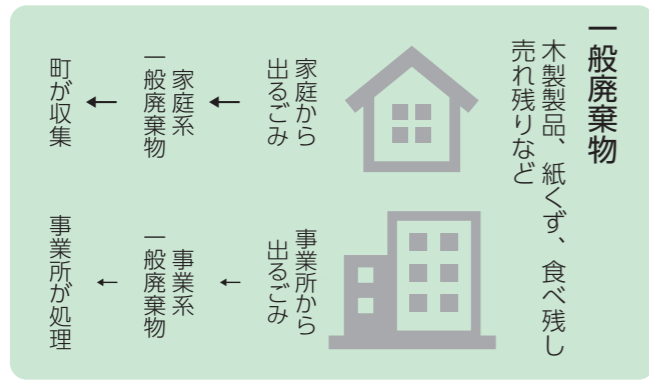 一般廃棄物
木製製品、紙くず、食べ残し
売れ残りなど
家庭から
出るごみ
←
家庭系
一般廃棄物
←
町が収集
事業所から
出るごみ
←
事業系
一般廃棄物
←
事業所が処理